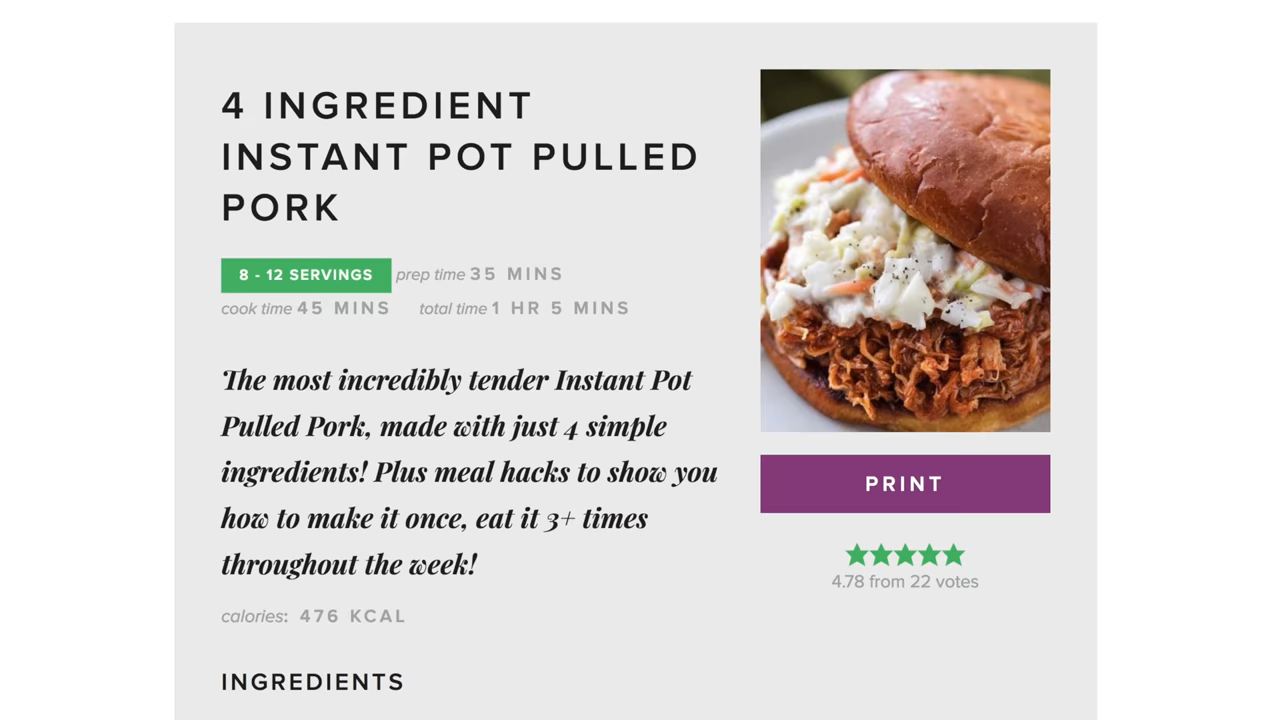 4 INGREDIENT
INSTANT POT PULLED
PORK
8 - 12 SERVINGS prep time 35 MINS
cook time 45 MINS total time 1 HR 5 MINS
The most incredibly tender Instant Pot
Pulled Pork, made with just 4 simple
ingredients! Plus meal hacks to show you
how to make it once, eat it 3+ times
throughout the week!
calories: 476 KCAL
INGREDIENTS
PRINT
4.78 from 22 votes